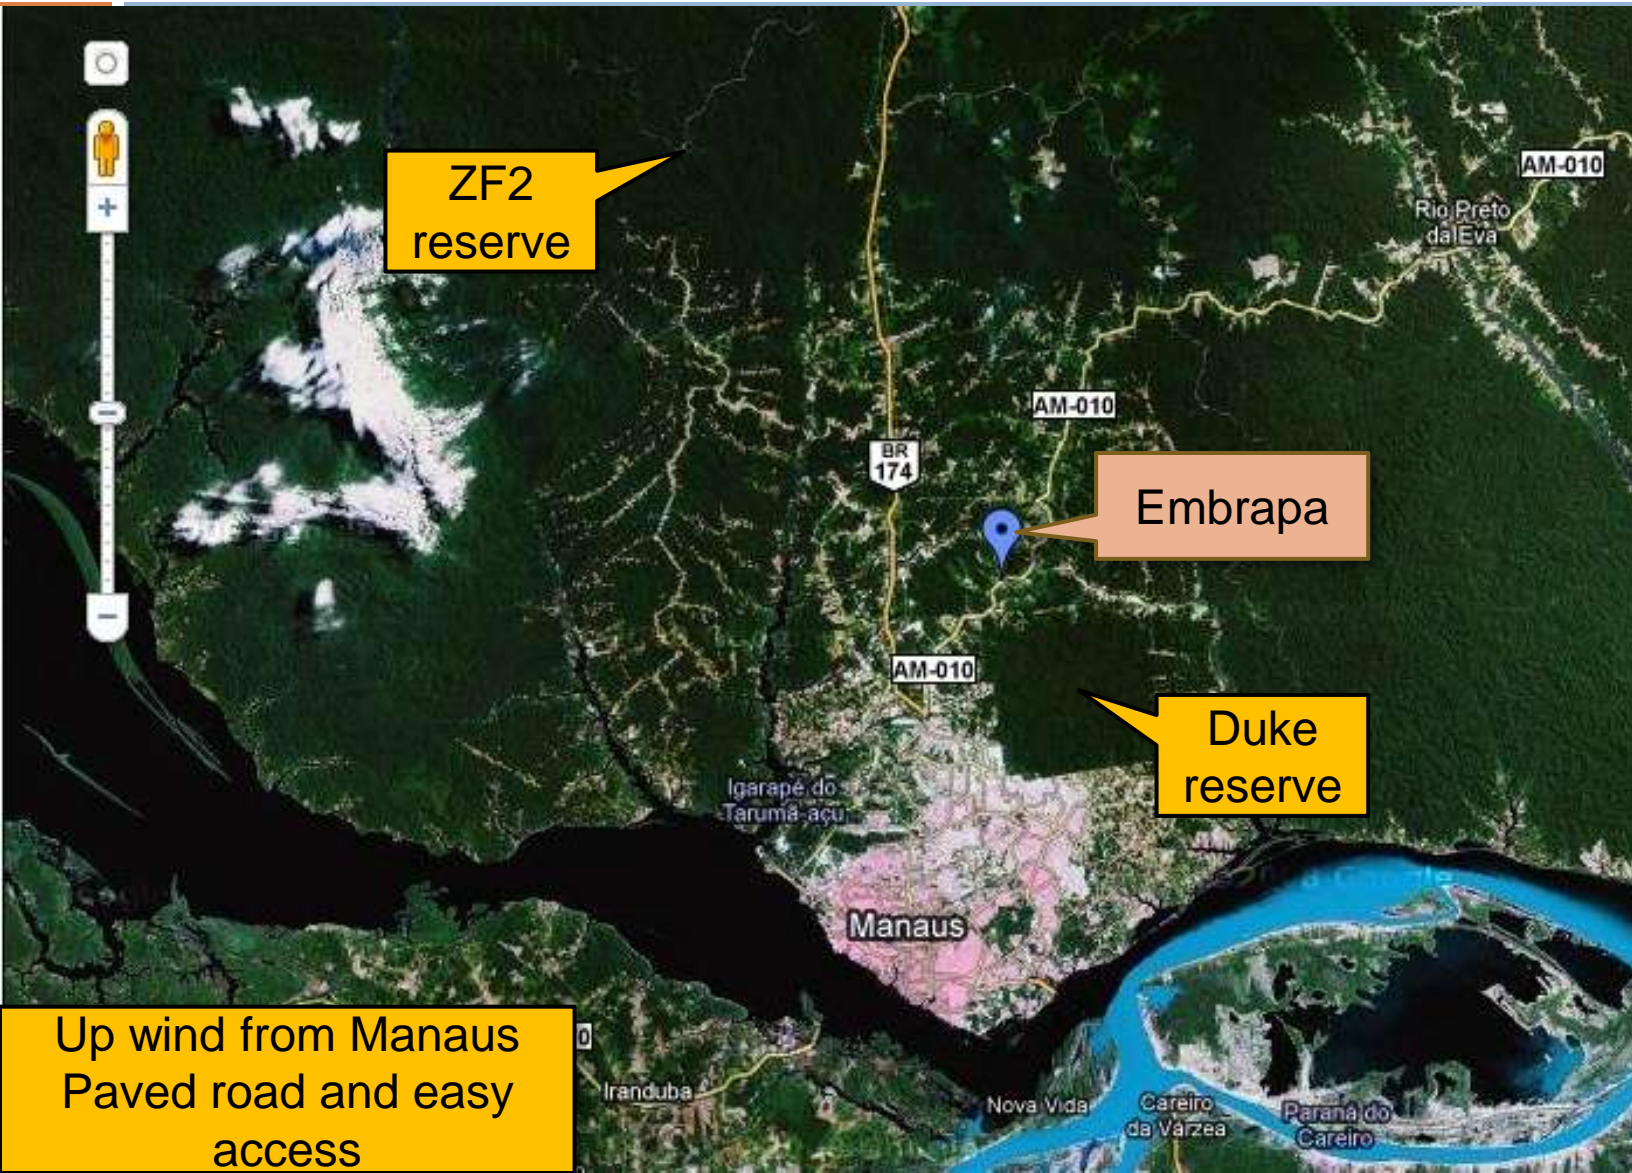 ZF2
reserve
AM-010
Rio Preto
da Eva
AM-010
BR
174
Embrapa
AM-010
Duke
reserve
Igarapé do
Tarumã-açu
Manaus
Up wind from Manaus
Paved road and easy
access
0
Iranduba
Nova Vida
Careiro
da Várzea
Paraná do
Careiro